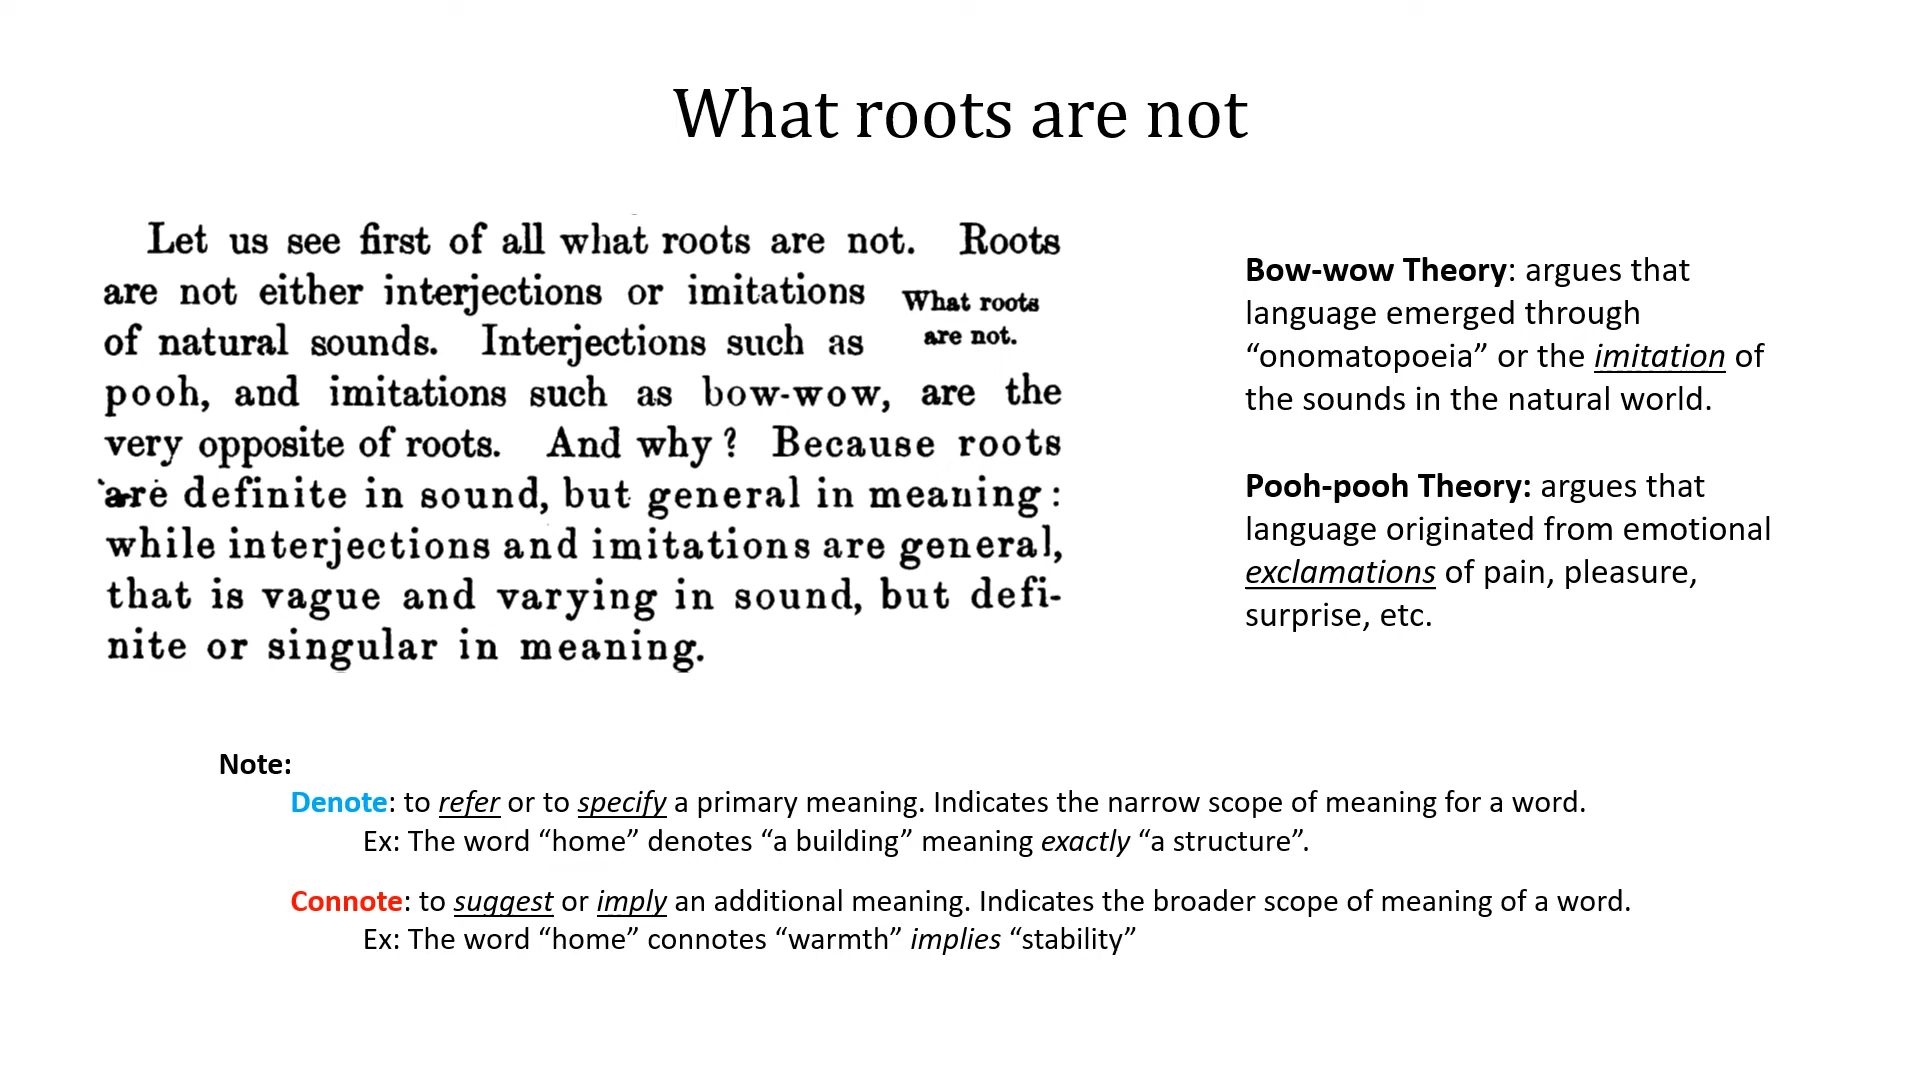 What roots are not
Let us see first of all what roots are not. Roots
are not either interjections or imitations
of natural sounds. Interjections such as
pooh, and imitations such as bow-wow, are the
very opposite of roots. And why? Because roots
are definite in sound, but general in meaning:
while interjections and imitations are general,
that is vague and varying in sound, but defi-
nite or singular in meaning.
What roots
are not.
Bow-wow Theory: argues that
language emerged through
“onomatopoeia” or the imitation of
the sounds in the natural world.
Pooh-pooh Theory: argues that
language originated from emotional
exclamations of pain, pleasure,
surprise, etc.
Note:
Denote: to refer or to specify a primary meaning. Indicates the narrow scope of meaning for a word.
Ex: The word “home” denotes “a building” meaning exactly “a structure”.
Connote: to suggest or imply an additional meaning. Indicates the broader scope of meaning of a word.
Ex: The word “home” connotes “warmth” implies “stability”